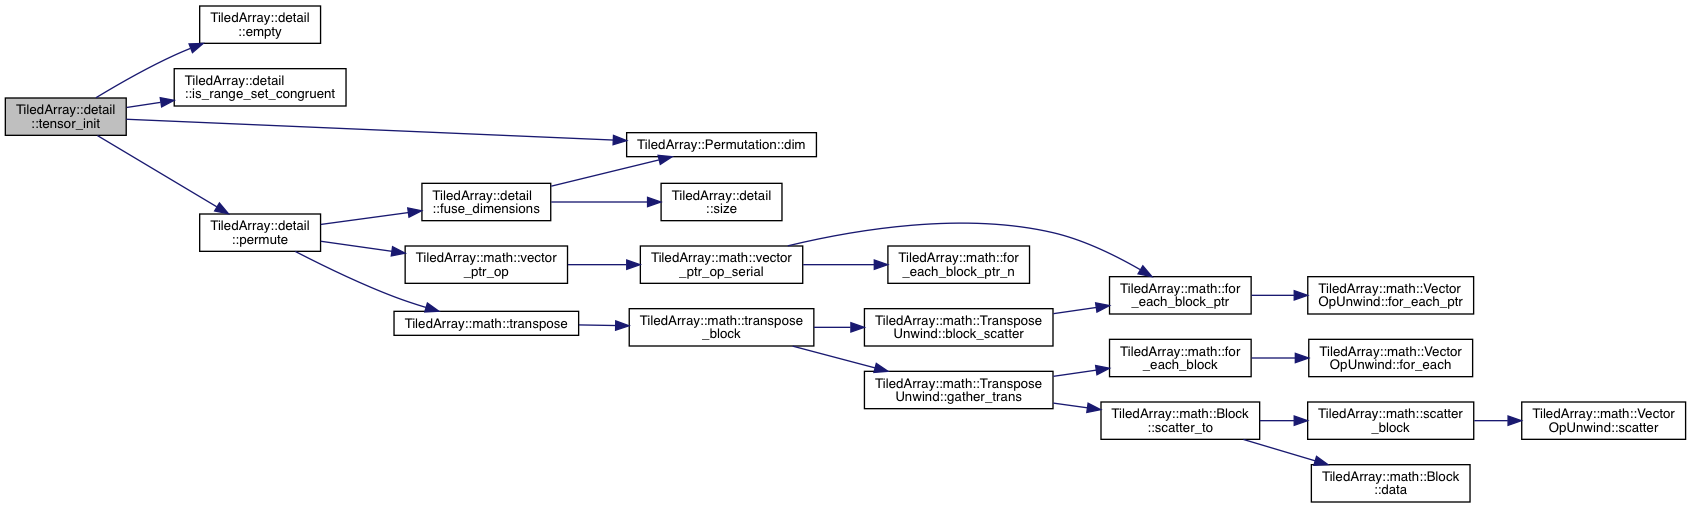 TiledArray::detail
::tensor_init
TiledArray::detail
::empty
TiledArray::detail
::is_range_set_congruent
TiledArray::Permutation::dim
TiledArray::detail
::permute
TiledArray::detail
::fuse_dimensions
TiledArray::detail
::size
TiledArray::math::vector
_ptr_op
TiledArray::math::vector
_ptr_op_serial
TiledArray::math::for
_each_block_ptr_n
TiledArray::math::for
_each_block_ptr
TiledArray::math::Vector
OpUnwind::for_each_ptr
TiledArray::math::transpose
TiledArray::math::transpose
_block
TiledArray::math::Transpose
Unwind::block_scatter
TiledArray::math::Transpose
Unwind::gather_trans
TiledArray::math::for
_each_block
TiledArray::math::Vector
OpUnwind::for_each
TiledArray::math::Block
::scatter_to
TiledArray::math::scatter
_block
TiledArray::math::Vector
OpUnwind::scatter
TiledArray::math::Block
::data